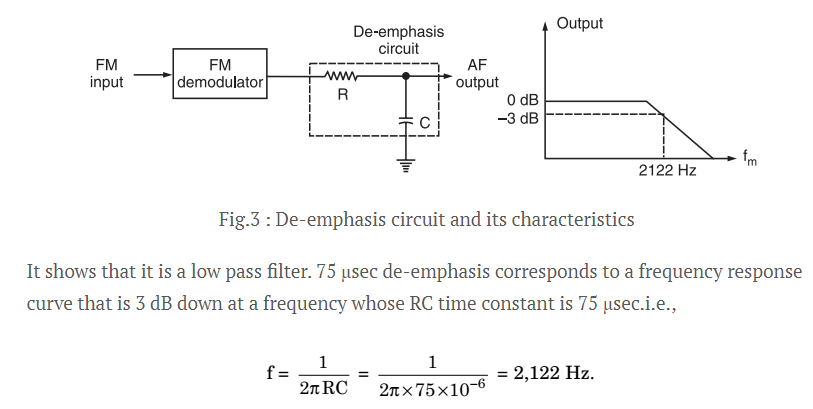 De-emphasis
circuit
Output
FM
input
FM
demodulator
R
C
AF
output
0 dB
–3 dB
2122 Hz
fm
Fig.3 : De-emphasis circuit and its characteristics
It shows that it is a low pass filter. 75 μsec de-emphasis corresponds to a frequency response
curve that is 3 dB down at a frequency whose RC time constant is 75 μsec.i.e.,
f = 1 / 2π RC = 1 / 2π×75×10⁻⁶ = 2,122 Hz.